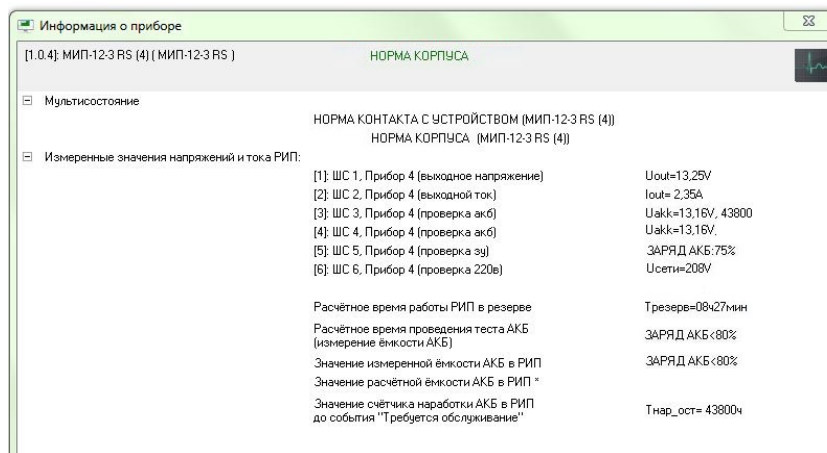 Информация о приборе
[1.0.4]: МИП-12-3 RS (4) ( МИП-12-3 RS ) НОРМА КОРПУСА
Мультисостояние
НОРМА КОНТАКТА С УСТРОЙСТВОМ (МИП-12-3 RS (4))
НОРМА КОРПУСА (МИП-12-3 RS (4))
Измеренные значения напряжений и тока РИП:
[1]: ШС 1, Прибор 4 (выходное напряжение) Uout=13,25V
[2]: ШС 2, Прибор 4 (выходной ток) Iout= 2,35A
[3]: ШС 3, Прибор 4 (проверка акб) Uakk=13,16V, 43800
[4]: ШС 4, Прибор 4 (проверка акб) Uakk=13,16V,
[5]: ШС 5, Прибор 4 (проверка зу) ЗАРЯД АКБ:75%
[6]: ШС 6, Прибор 4 (проверка 220в) Uсети=208V
Расчётное время работы РИП в резерве Tрезерв=08ч27мин
Расчётное время проведения теста АКБ
(измерение ёмкости АКБ) ЗАРЯД АКБ<80%
Значение измеренной ёмкости АКБ в РИП ЗАРЯД АКБ<80%
Значение расчётной ёмкости АКБ в РИП *
Значение счётчика наработки АКБ в РИП
до события "Требуется обслуживание" Tнар_ост= 43800ч